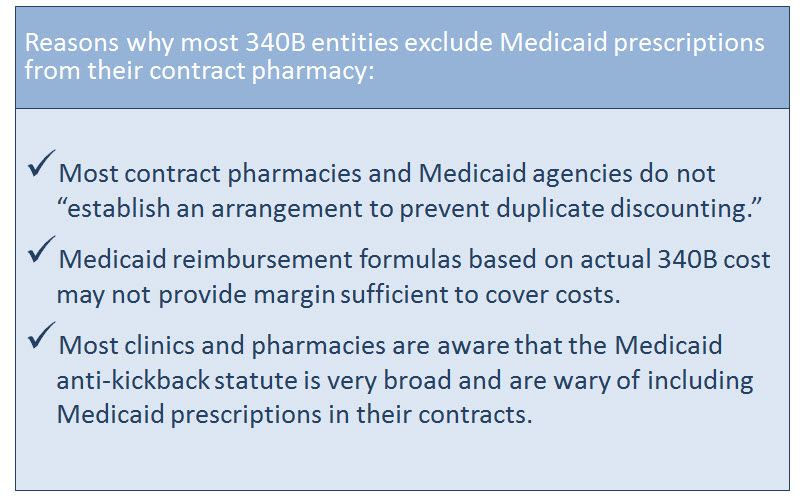 Reasons why most 340B entities exclude Medicaid prescriptions
from their contract pharmacy:
✓Most contract pharmacies and Medicaid agencies do not
“establish an arrangement to prevent duplicate discounting.”
✓Medicaid reimbursement formulas based on actual 340B cost
may not provide margin sufficient to cover costs.
✓Most clinics and pharmacies are aware that the Medicaid
anti-kickback statute is very broad and are wary of including
Medicaid prescriptions in their contracts.